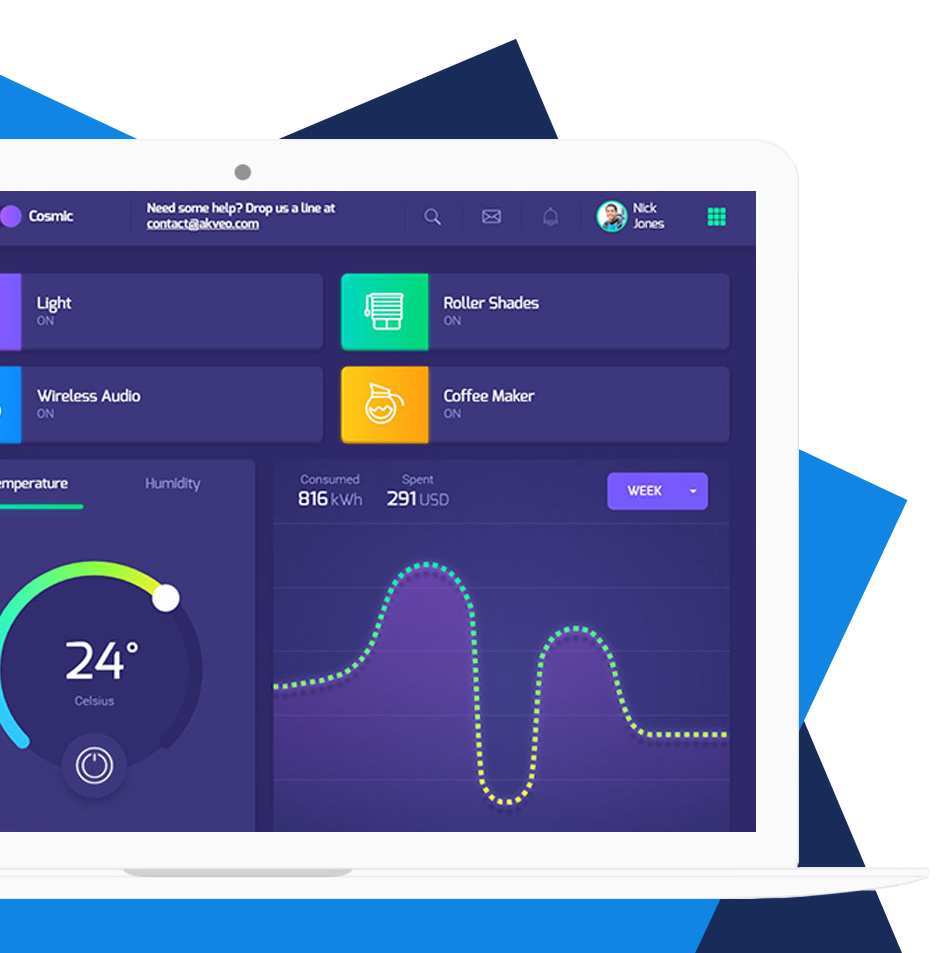 Cosmic
Need some help? Drop us a line at
contact@akveo.com
Nick
Jones
Light
ON
Roller Shades
ON
Wireless Audio
ON
Coffee Maker
ON
emperature
Humidity
Consumed
816 kWh
Spent
291 USD
WEEK
24°
Celsius